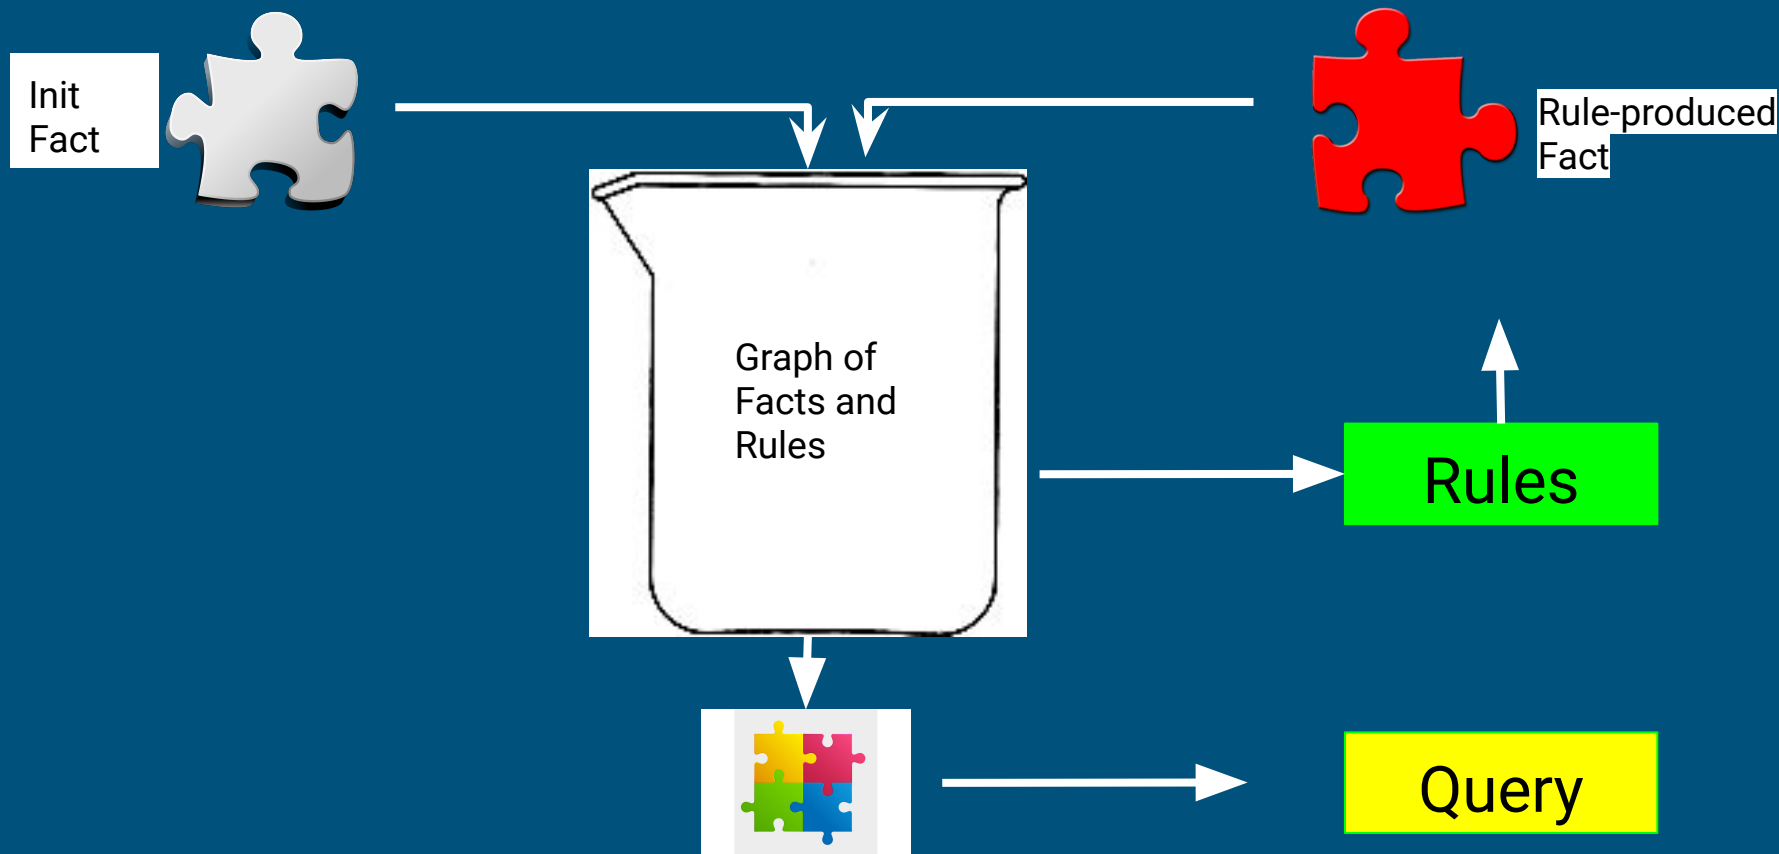 Init
Fact
Rule-produced
Fact
Graph of
Facts and
Rules
Rules
Query